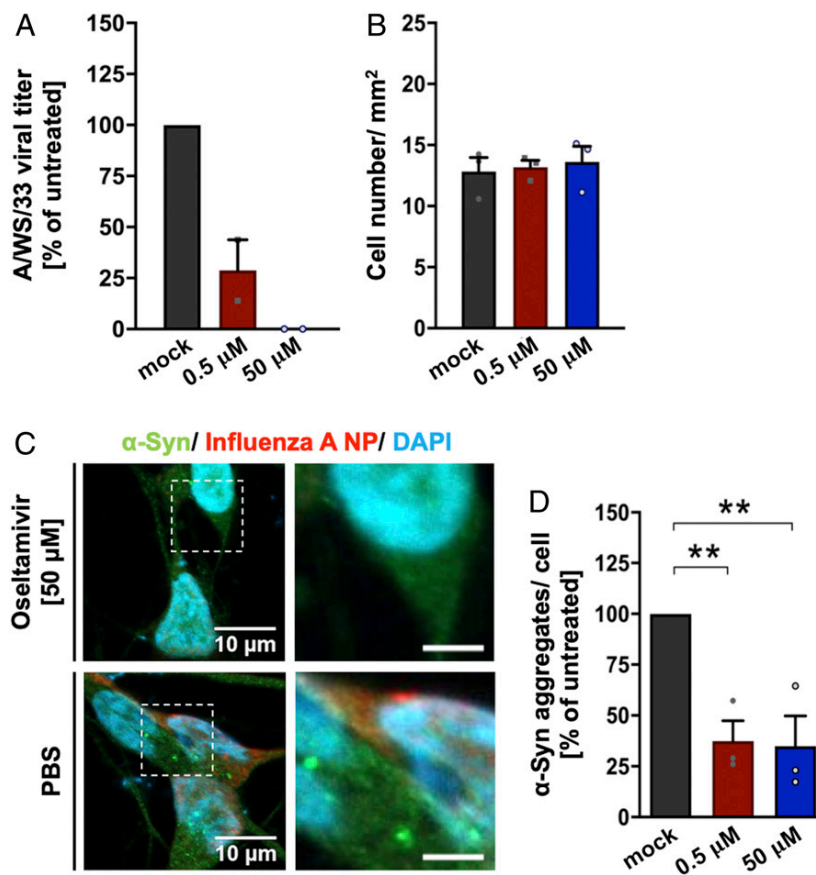 A
A/WS/33 viral titer
[% of untreated]
150
125
100
75
50
25
0
mock
0.5 µM
50 µM
B
Cell number/ mm²
25
20
15
10
5
0
mock
0.5 µM
50 µM
C
α-Syn/ Influenza A NP/ DAPI
Oseltamivir
[50 µM]
10 µm
PBS
10 µm
D
α-Syn aggregates/ cell
[% of untreated]
150
125
100
75
50
25
0
**
**
mock
0.5 µM
50 µM